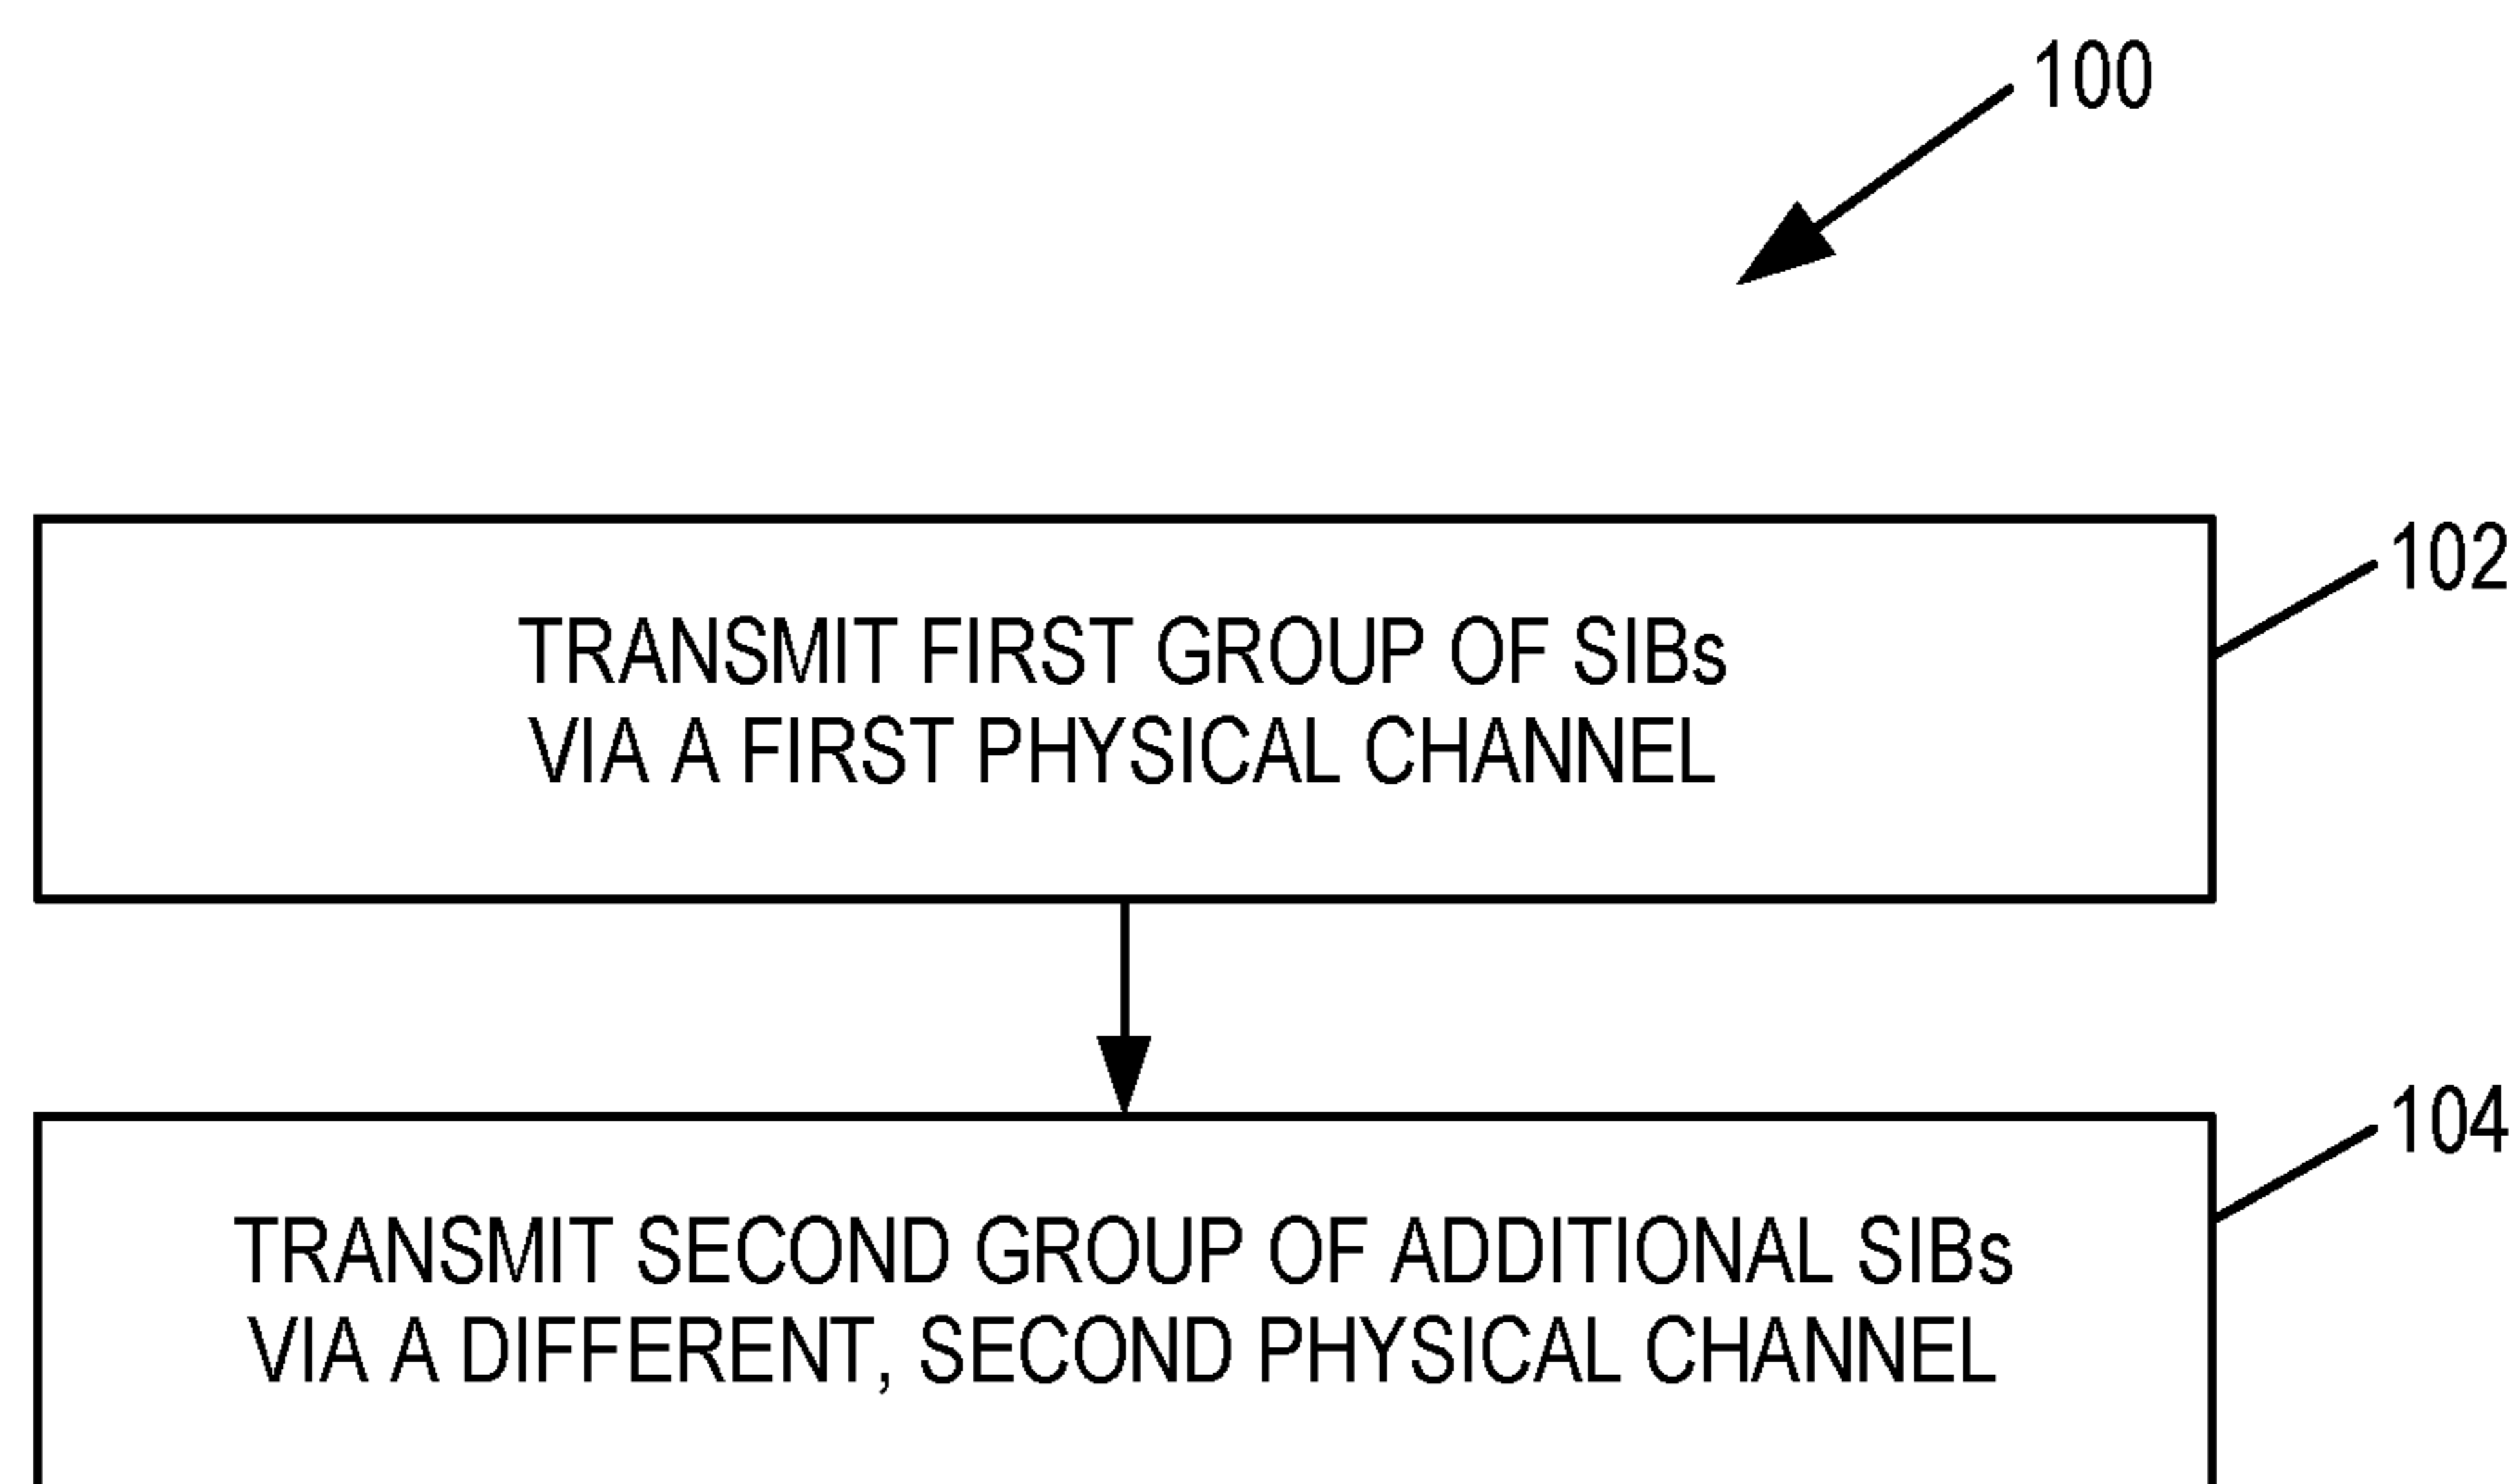 100
102
TRANSMIT FIRST GROUP OF SIBs
VIA A FIRST PHYSICAL CHANNEL
104
TRANSMIT SECOND GROUP OF ADDITIONAL SIBs
VIA A DIFFERENT, SECOND PHYSICAL CHANNEL